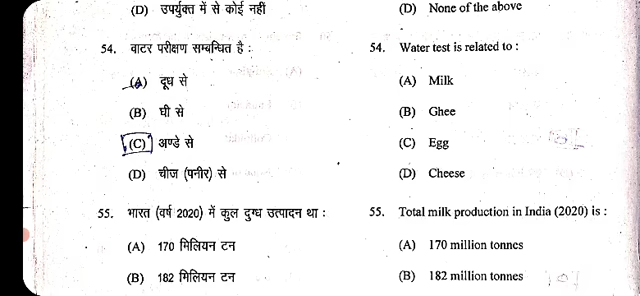 (D) उपर्युक्त में से कोई नहीं
54. वाटर परीक्षण सम्बन्धित है :
(A) दूध से
(B) घी से
(C) अण्डे से
(D) चीज (पनीर) से
55. भारत (वर्ष 2020) में कुल दुग्ध उत्पादन था :
(A) 170 मिलियन टन
(B) 182 मिलियन टन
(D) None of the above
54. Water test is related to :
(A) Milk
(B) Ghee
(C) Egg
(D) Cheese
55. Total milk production in India (2020) is :
(A) 170 million tonnes
(B) 182 million tonnes